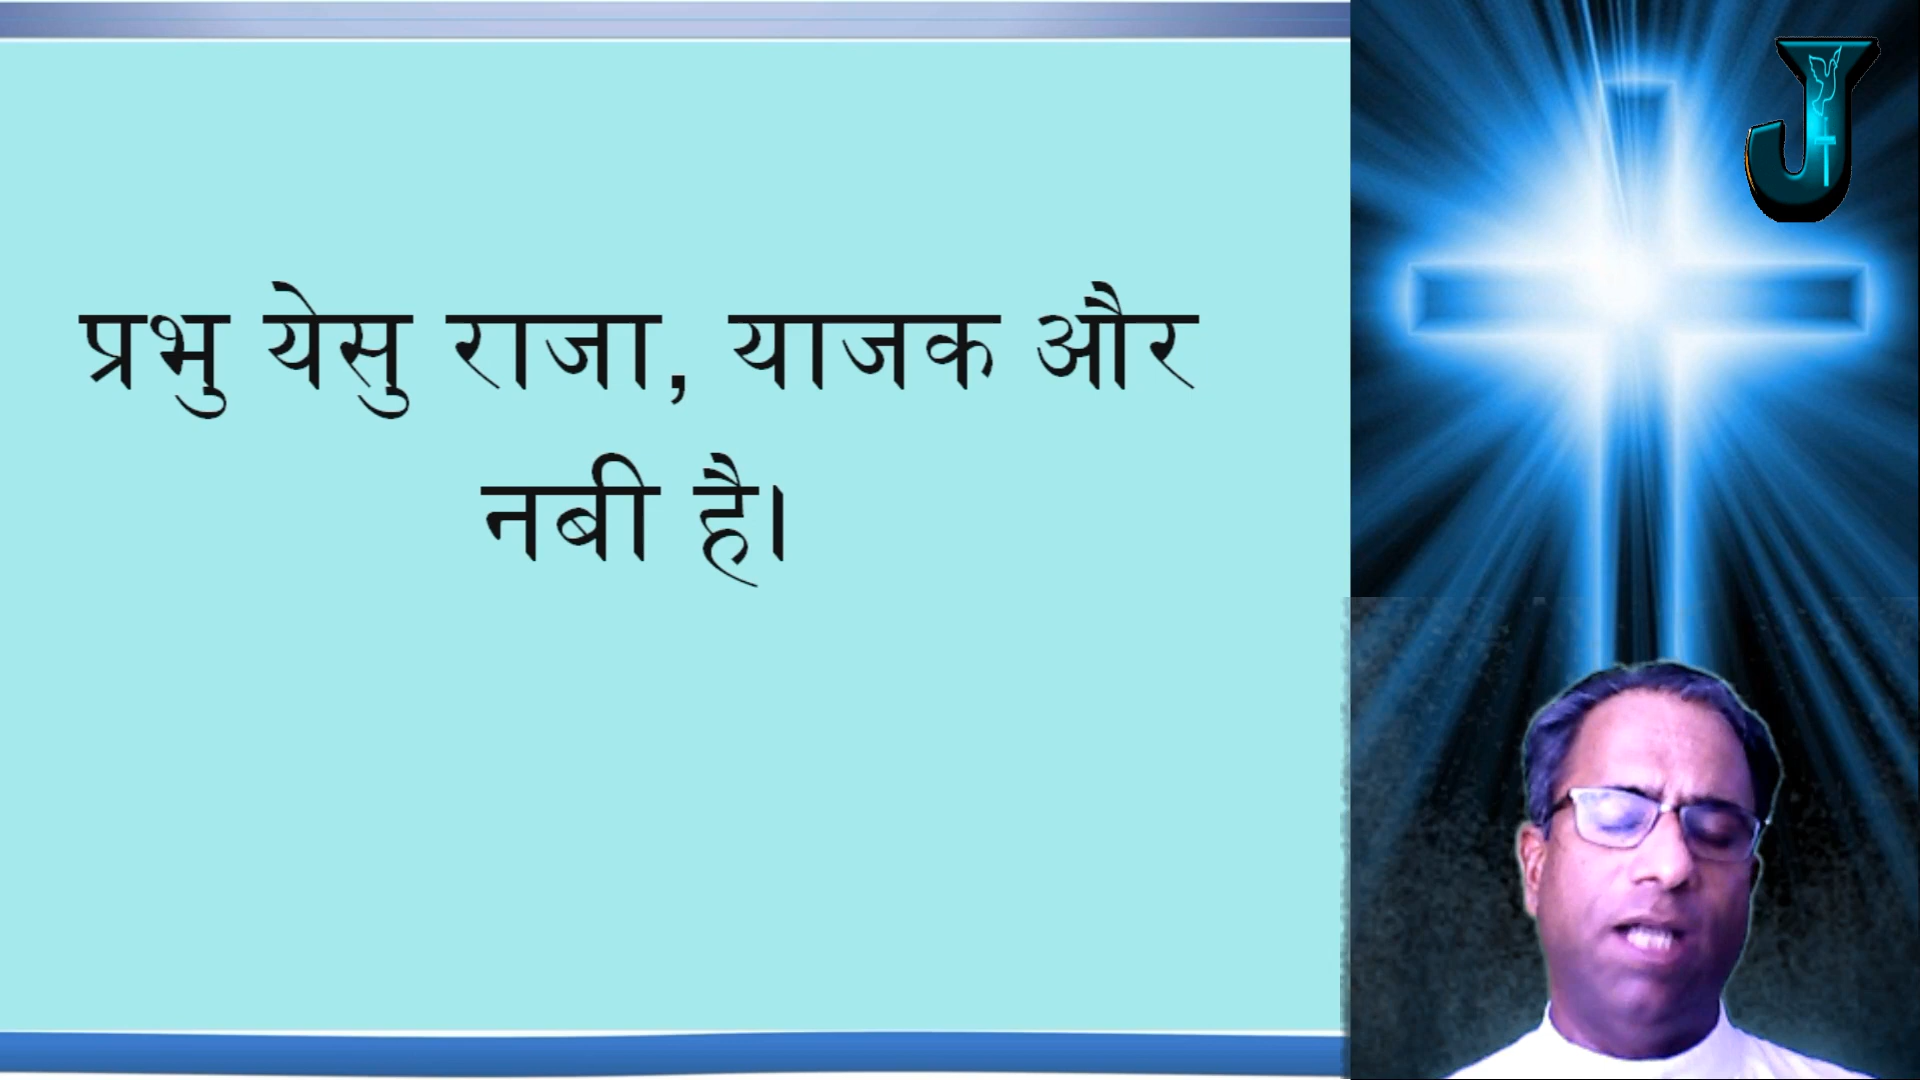 प्रभु येसु राजा, याजक और
नबी है।
J